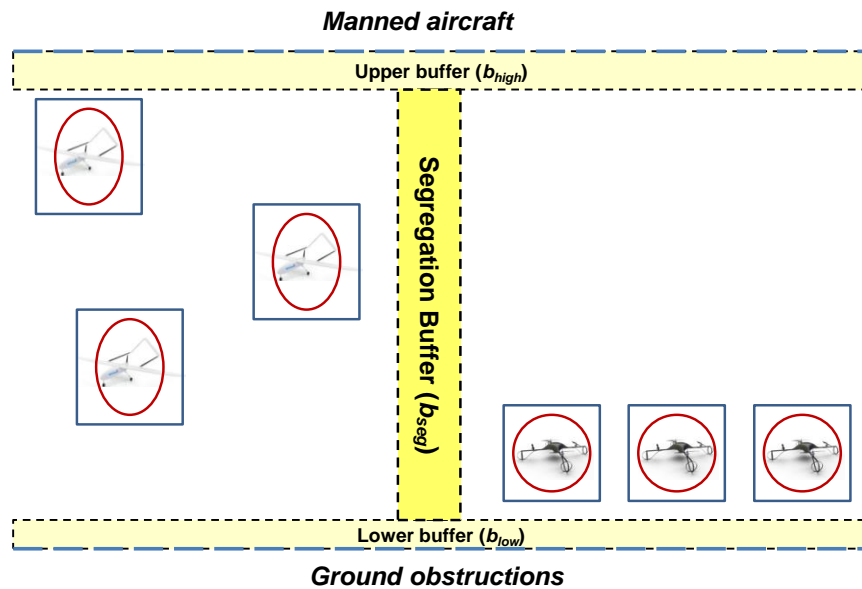 Manned aircraft
Upper buffer (bhigh)
Segregation Buffer (bseg)
Lower buffer (blow)
Ground obstructions